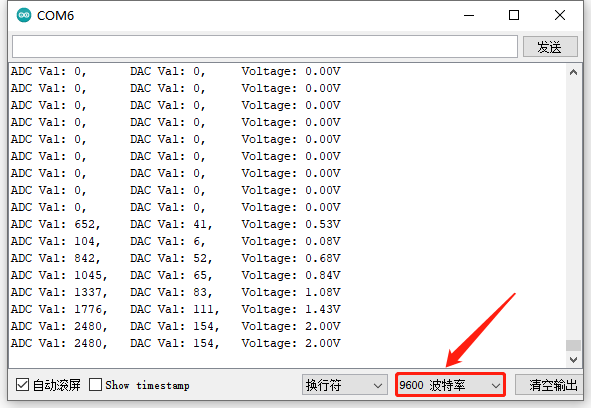 COM6
发送
ADC Val: 0, DAC Val: 0, Voltage: 0.00V
ADC Val: 0, DAC Val: 0, Voltage: 0.00V
ADC Val: 0, DAC Val: 0, Voltage: 0.00V
ADC Val: 0, DAC Val: 0, Voltage: 0.00V
ADC Val: 0, DAC Val: 0, Voltage: 0.00V
ADC Val: 0, DAC Val: 0, Voltage: 0.00V
ADC Val: 0, DAC Val: 0, Voltage: 0.00V
ADC Val: 0, DAC Val: 0, Voltage: 0.00V
ADC Val: 0, DAC Val: 0, Voltage: 0.00V
ADC Val: 652, DAC Val: 41, Voltage: 0.53V
ADC Val: 104, DAC Val: 6, Voltage: 0.08V
ADC Val: 842, DAC Val: 52, Voltage: 0.68V
ADC Val: 1045, DAC Val: 65, Voltage: 0.84V
ADC Val: 1337, DAC Val: 83, Voltage: 1.08V
ADC Val: 1776, DAC Val: 111, Voltage: 1.43V
ADC Val: 2480, DAC Val: 154, Voltage: 2.00V
ADC Val: 2480, DAC Val: 154, Voltage: 2.00V
自动滚屏 Show timestamp 换行符 9600 波特率 清空输出